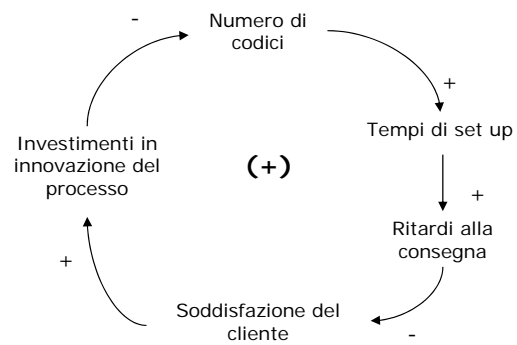 -
Numero di
codici
+
Tempi di set up
+
Ritardi alla
consegna
-
Soddisfazione del
cliente
+
Investimenti in
innovazione del
processo
(+)